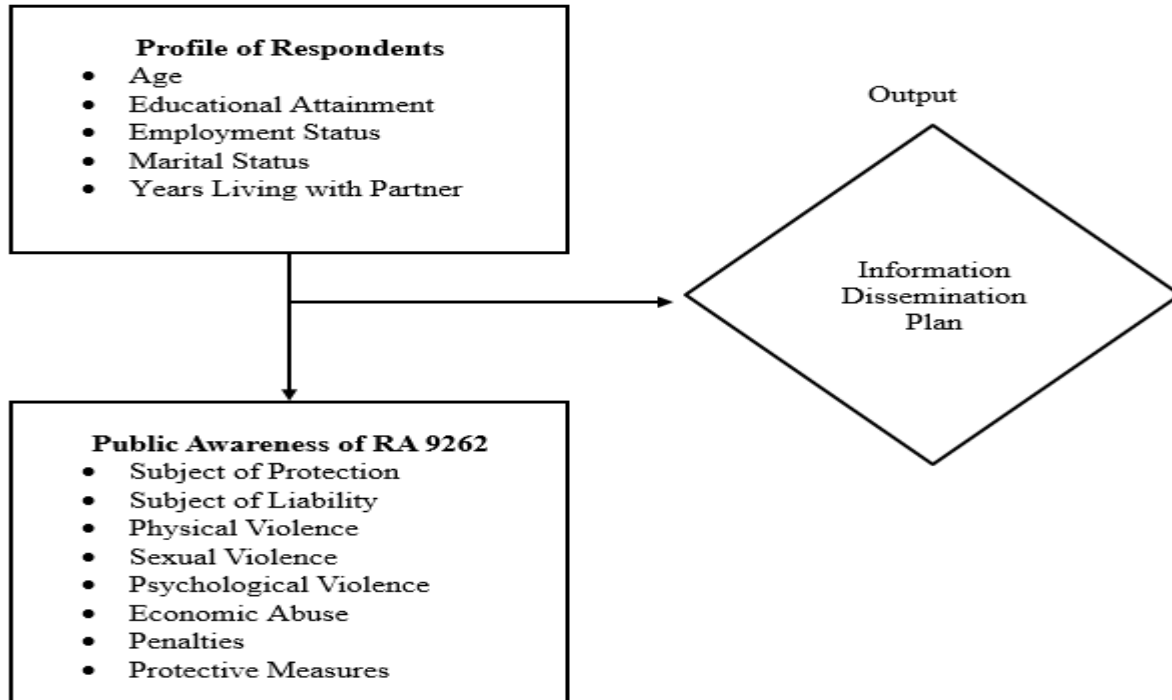 Profile of Respondents
• Age
• Educational Attainment
• Employment Status
• Marital Status
• Years Living with Partner
Output
Information
Dissemination
Plan
Public Awareness of RA 9262
• Subject of Protection
• Subject of Liability
• Physical Violence
• Sexual Violence
• Psychological Violence
• Economic Abuse
• Penalties
• Protective Measures